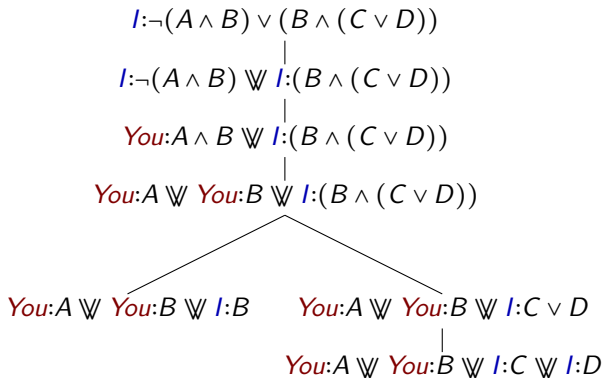 I:¬(A ∧ B) ∨ (B ∧ (C ∨ D))
I:¬(A ∧ B) ⩔ I:(B ∧ (C ∨ D))
You:A ∧ B ⩔ I:(B ∧ (C ∨ D))
You:A ⩔ You:B ⩔ I:(B ∧ (C ∨ D))
You:A ⩔ You:B ⩔ I:B
You:A ⩔ You:B ⩔ I:C ∨ D
You:A ⩔ You:B ⩔ I:C ⩔ I:D